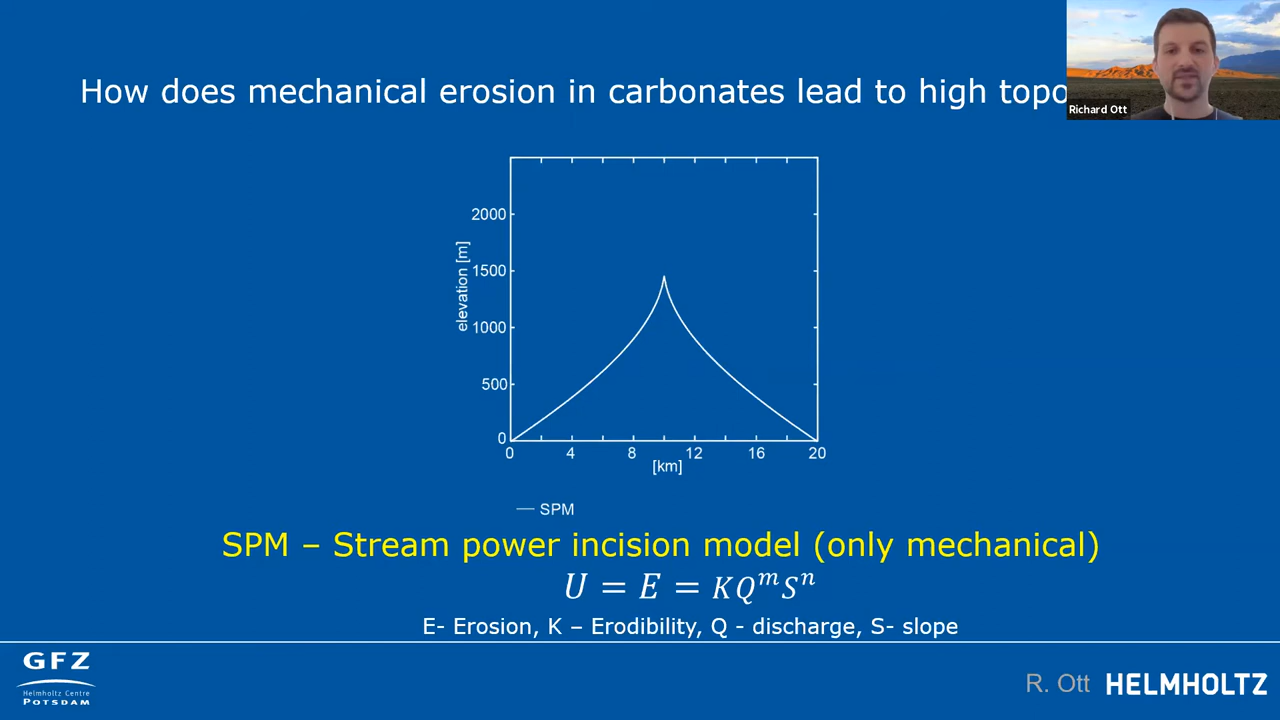 How does mechanical erosion in carbonates lead to high topo
Richard Ott
2000
1500
1000
500
0
elevation [m]
0 4 8 12 16 20
[km]
SPM
SPM – Stream power incision model (only mechanical)
U = E = KQᵐSⁿ
E- Erosion, K – Erodibility, Q - discharge, S- slope
GFZ
Helmholtz Centre
POTSDAM
R. Ott HELMHOLTZ